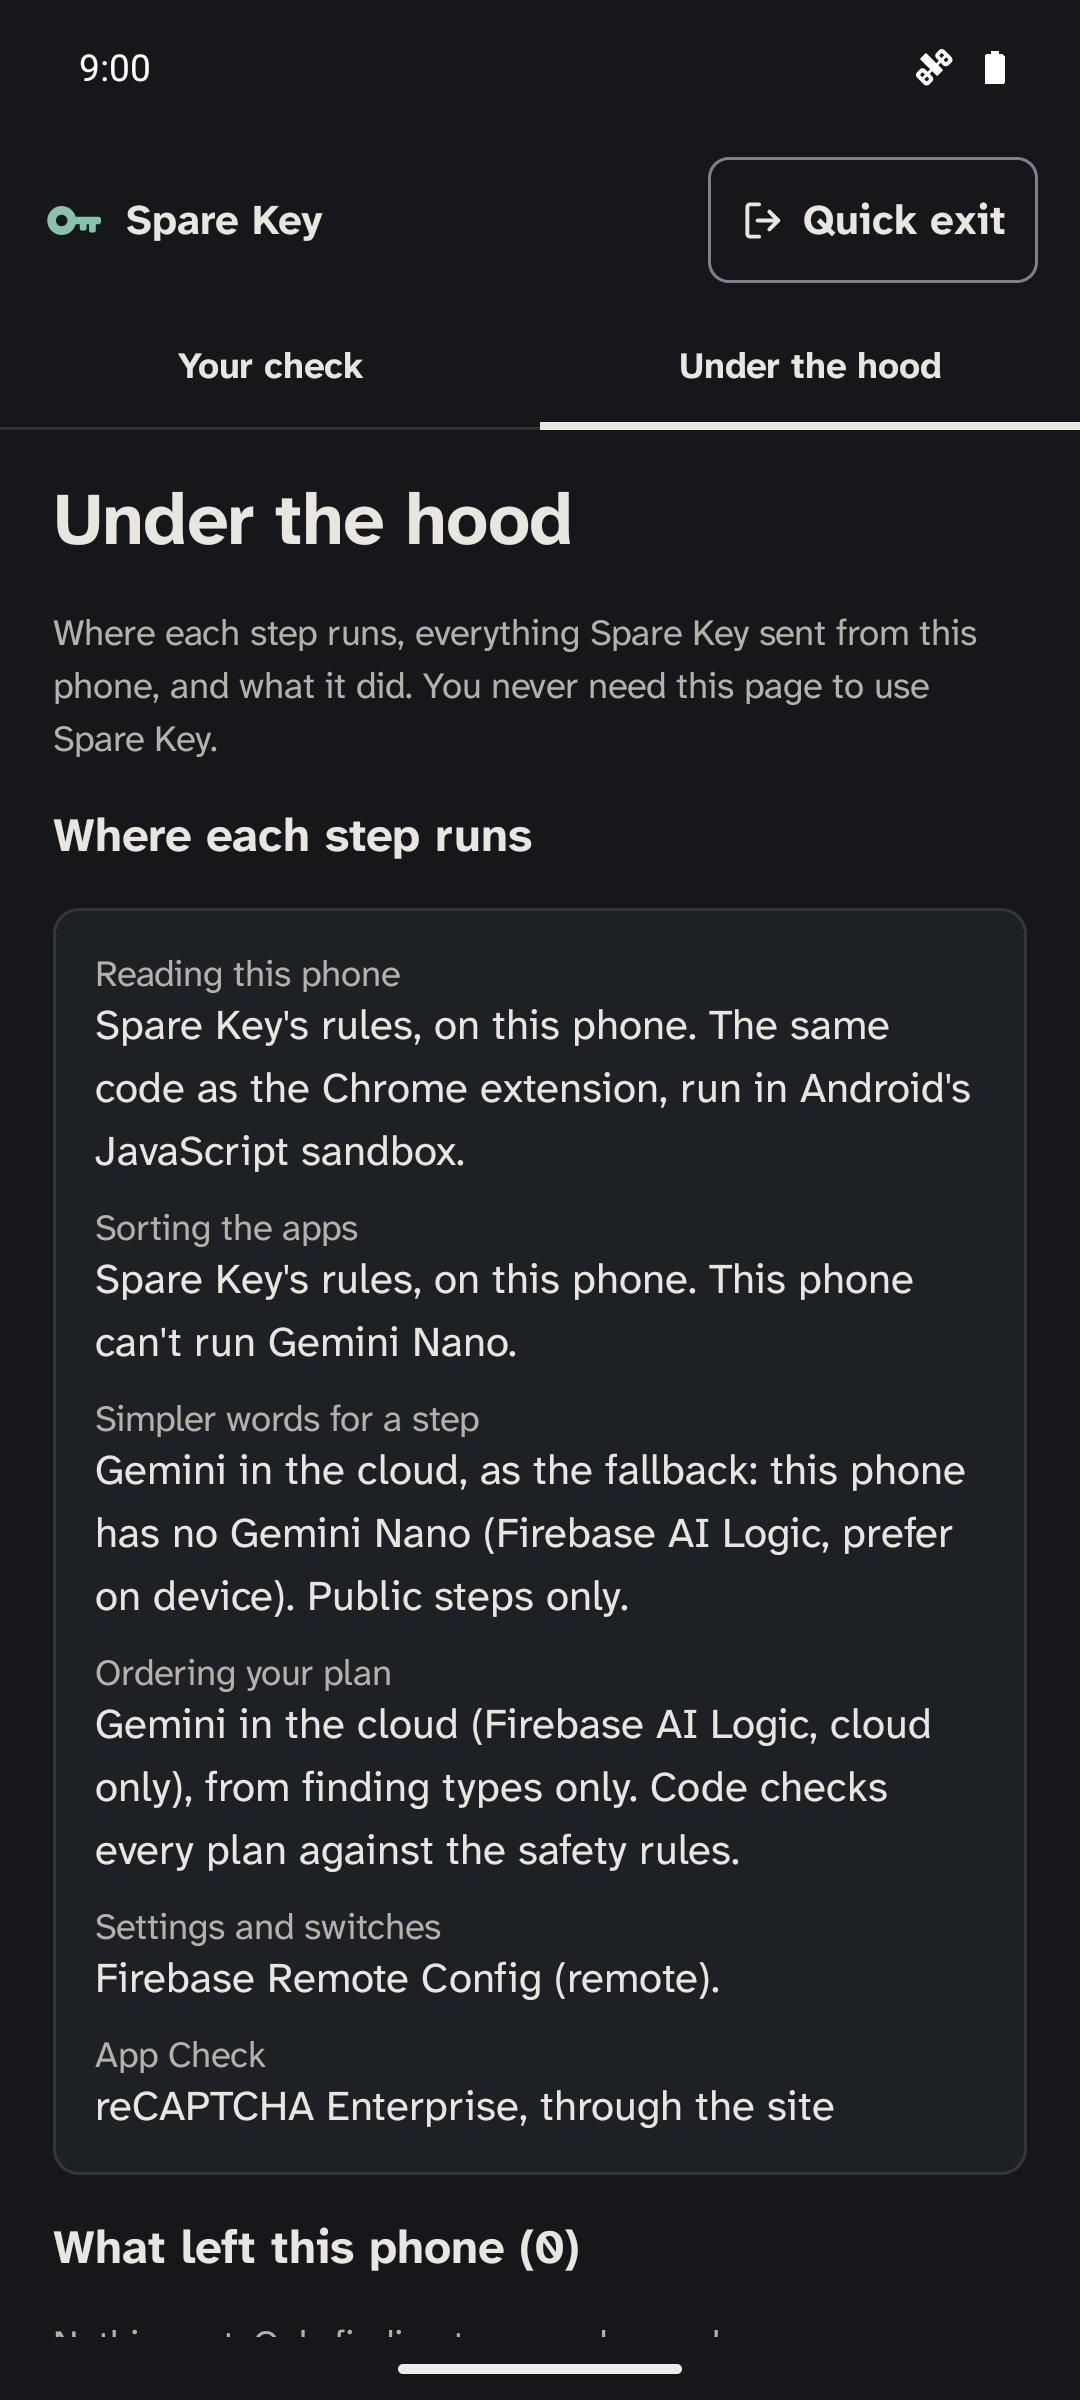 9:00
Spare Key
Quick exit
Your check
Under the hood
Under the hood
Where each step runs, everything Spare Key sent from this
phone, and what it did. You never need this page to use
Spare Key.
Where each step runs
Reading this phone
Spare Key's rules, on this phone. The same
code as the Chrome extension, run in Android's
JavaScript sandbox.
Sorting the apps
Spare Key's rules, on this phone. This phone
can't run Gemini Nano.
Simpler words for a step
Gemini in the cloud, as the fallback: this phone
has no Gemini Nano (Firebase AI Logic, prefer
on device). Public steps only.
Ordering your plan
Gemini in the cloud (Firebase AI Logic, cloud
only), from finding types only. Code checks
every plan against the safety rules.
Settings and switches
Firebase Remote Config (remote).
App Check
reCAPTCHA Enterprise, through the site
What left this phone (0)